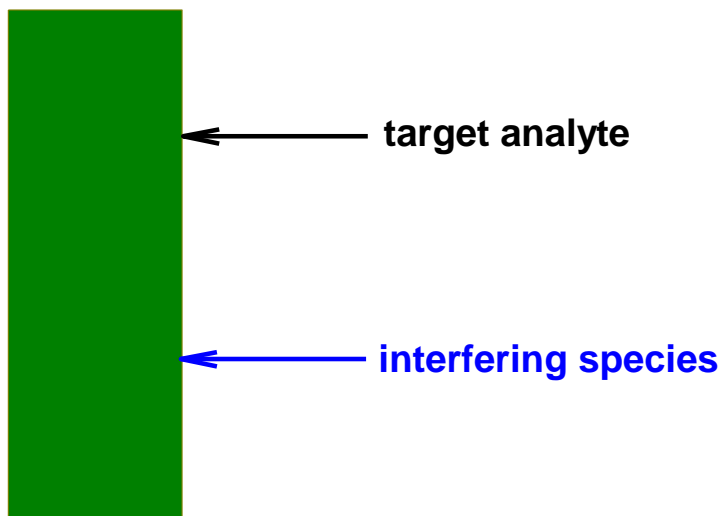 target analyte
interfering species